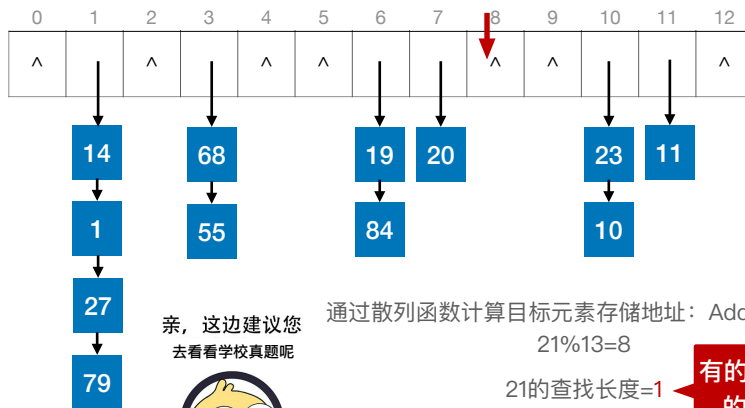 0 1 2 3 4 5 6 7 8 9 10 11 12
^ ^ ^ ^ ^ ^ ^
14 68 19 20 23 11
1 55 84 10
27
79
亲，这边建议您
去看看学校真题呢
通过散列函数计算目标元素存储地址：Add
21%13=8
21的查找长度=1
有的
的